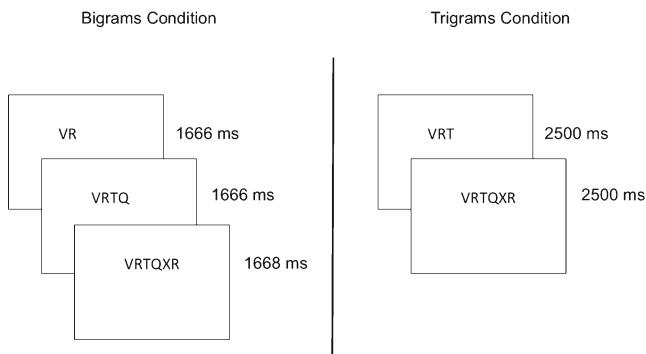 Bigrams Condition
VR
1666 ms
VRTQ
1666 ms
VRTQXR
1668 ms
Trigrams Condition
VRT
2500 ms
VRTQXR
2500 ms